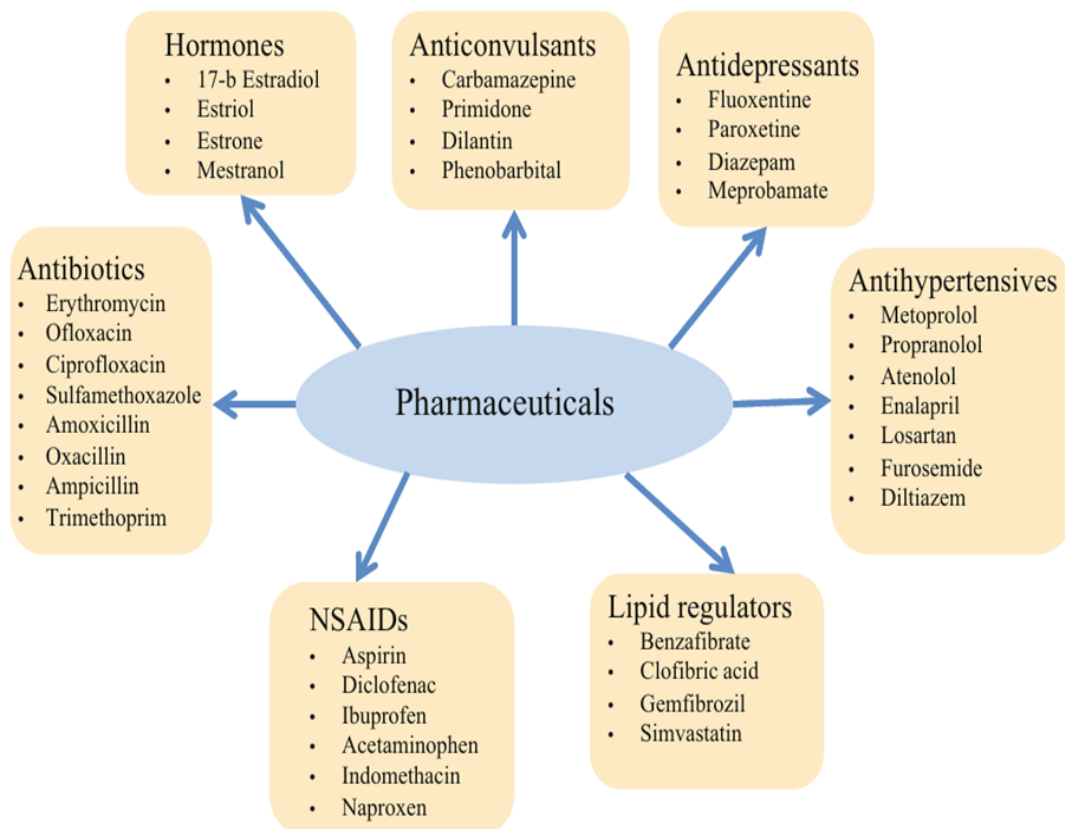 Hormones
• 17-b Estradiol
• Estriol
• Estrone
• Mestranol
Anticonvulsants
• Carbamazepine
• Primidone
• Dilantin
• Phenobarbital
Antidepressants
• Fluoxentine
• Paroxetine
• Diazepam
• Meprobamate
Antibiotics
• Erythromycin
• Ofloxacin
• Ciprofloxacin
• Sulfamethoxazole
• Amoxicillin
• Oxacillin
• Ampicillin
• Trimethoprim
Pharmaceuticals
Antihypertensives
• Metoprolol
• Propranolol
• Atenolol
• Enalapril
• Losartan
• Furosemide
• Diltiazem
NSAIDs
• Aspirin
• Diclofenac
• Ibuprofen
• Acetaminophen
• Indomethacin
• Naproxen
Lipid regulators
• Benzafibrate
• Clofibric acid
• Gemfibrozil
• Simvastatin